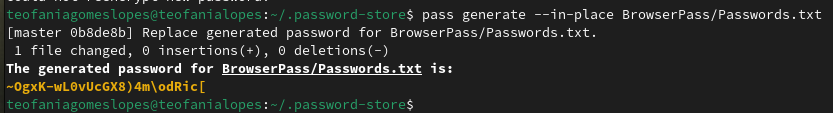 teofaniagomeslopes@teofanialopes:~/.password-store$ pass generate --in-place BrowserPass/Passwords.txt
[master 0b8de8b] Replace generated password for BrowserPass/Passwords.txt.
 1 file changed, 0 insertions(+), 0 deletions(-)
The generated password for BrowserPass/Passwords.txt is:
~OgxK-wL0vUcGX8)4m\odRic[
teofaniagomeslopes@teofanialopes:~/.password-store$